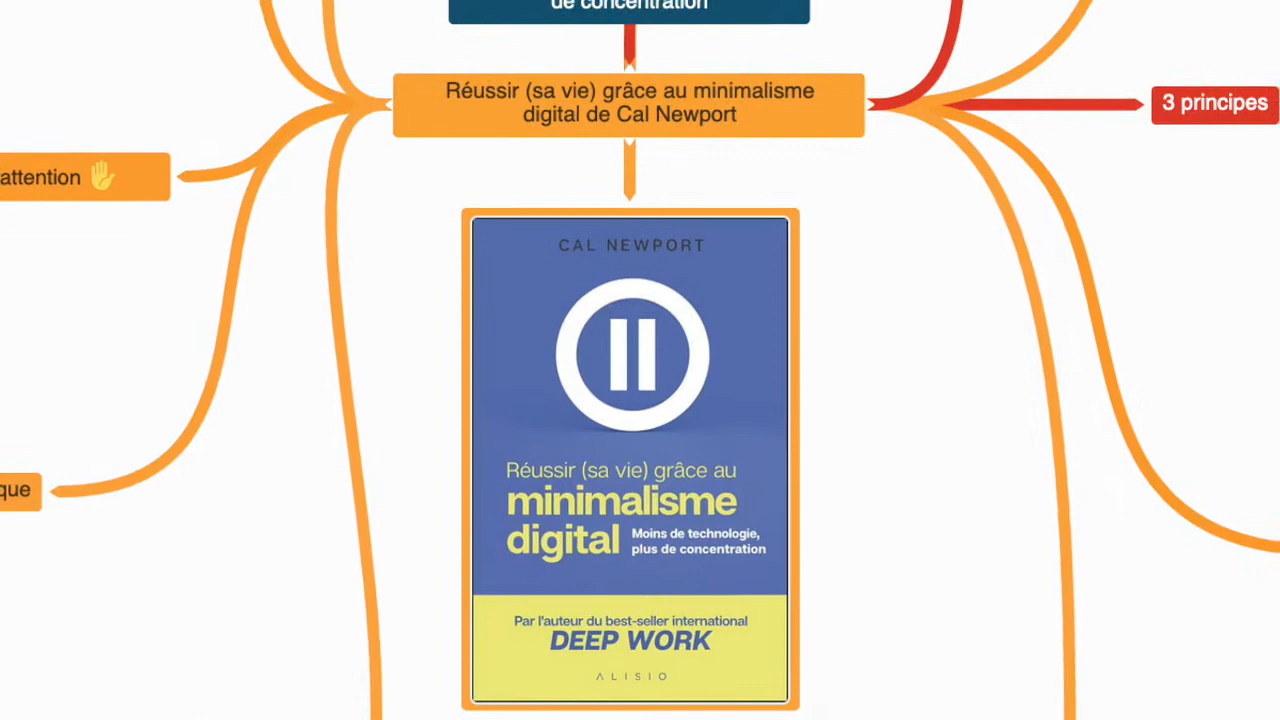 de concentration
Réussir (sa vie) grâce au minimalisme
digital de Cal Newport
3 principes
attention
que
CAL NEWPORT
Réussir (sa vie) grâce au
minimalisme
digital
Moins de technologie,
plus de concentration
Par l'auteur du best-seller international
DEEP WORK
ALISIO